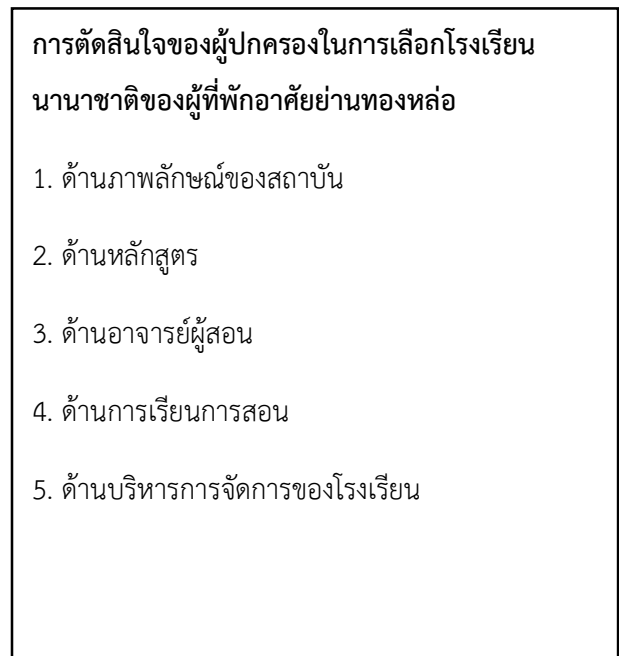 การตัดสินใจของผู้ปกครองในการเลือกโรงเรียน
นานาชาติของผู้ที่พักอาศัยย่านทองหล่อ
1. ด้านภาพลักษณ์ของสถาบัน
2. ด้านหลักสูตร
3. ด้านอาจารย์ผู้สอน
4. ด้านการเรียนการสอน
5. ด้านบริหารการจัดการของโรงเรียน